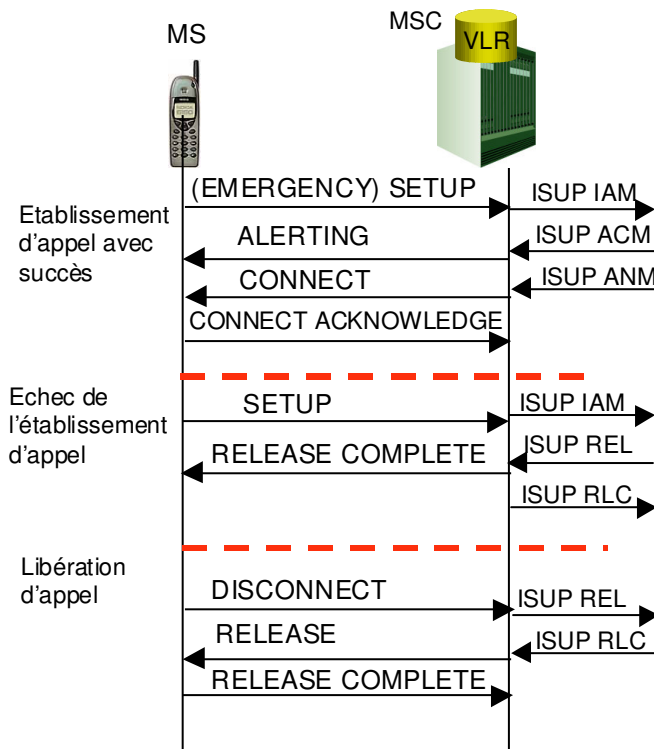 MS
MSC
VLR
(EMERGENCY) SETUP
ISUP IAM
Etablissement
d'appel avec
succès
ALERTING
ISUP ACM
CONNECT
ISUP ANM
CONNECT ACKNOWLEDGE
Echec de
l'établissement
d'appel
SETUP
ISUP IAM
RELEASE COMPLETE
ISUP REL
ISUP RLC
Libération
d'appel
DISCONNECT
ISUP REL
RELEASE
ISUP RLC
RELEASE COMPLETE